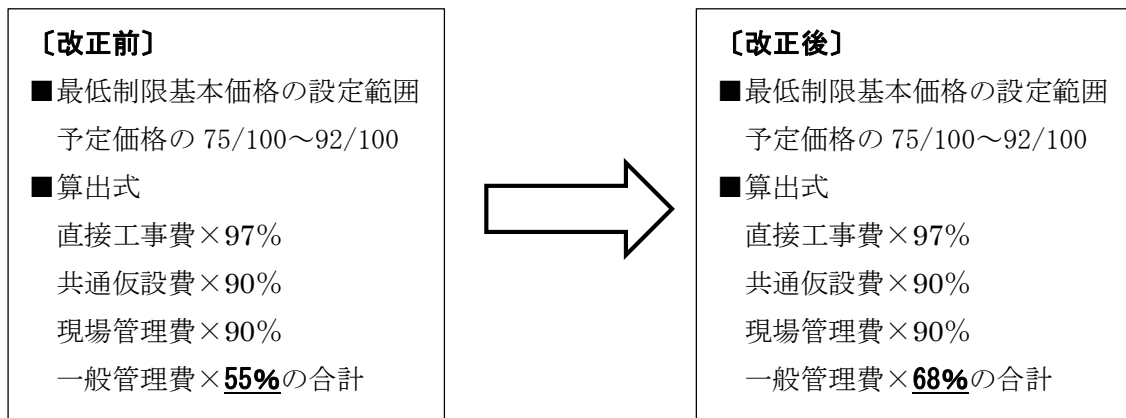 〔改正前〕
■最低制限基本価格の設定範囲
予定価格の 75/100～92/100
■算出式
直接工事費×97％
共通仮設費×90％
現場管理費×90％
一般管理費×55％の合計
〔改正後〕
■最低制限基本価格の設定範囲
予定価格の 75/100～92/100
■算出式
直接工事費×97％
共通仮設費×90％
現場管理費×90％
一般管理費×68％の合計